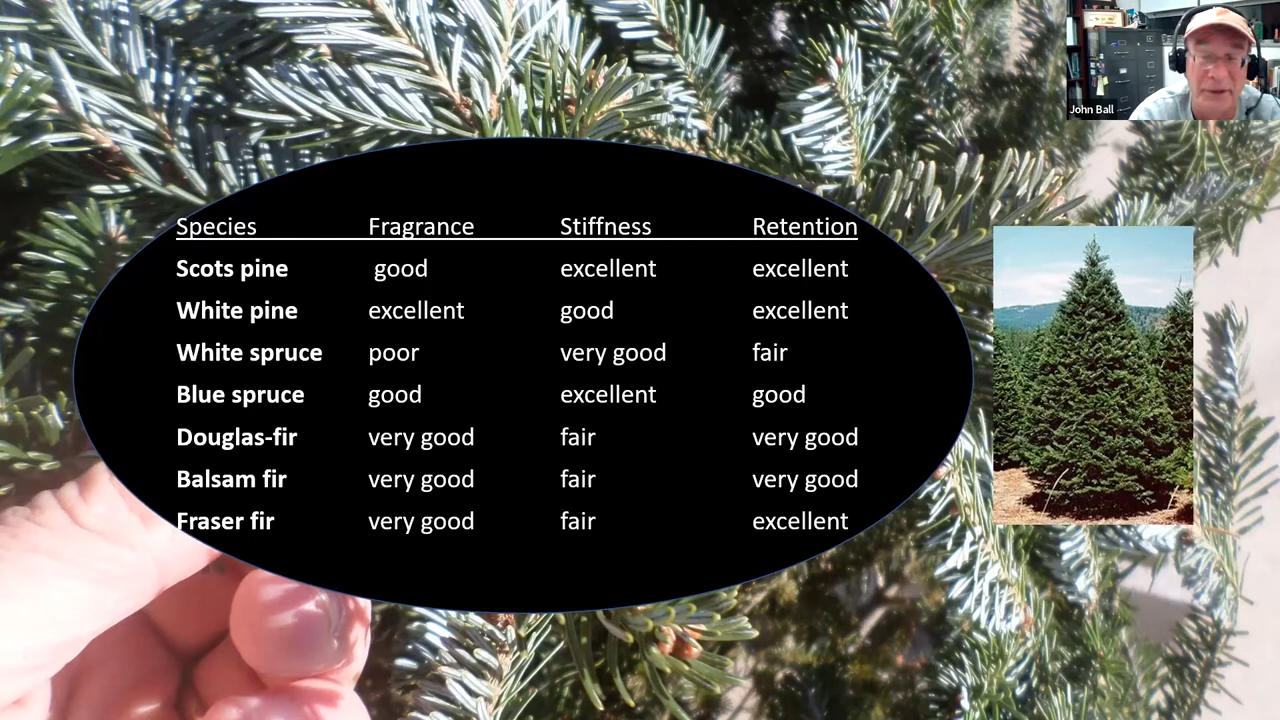 John Ball
Species Fragrance Stiffness Retention
Scots pine good excellent excellent
White pine excellent good excellent
White spruce poor very good fair
Blue spruce good excellent good
Douglas-fir very good fair very good
Balsam fir very good fair very good
Fraser fir very good fair excellent